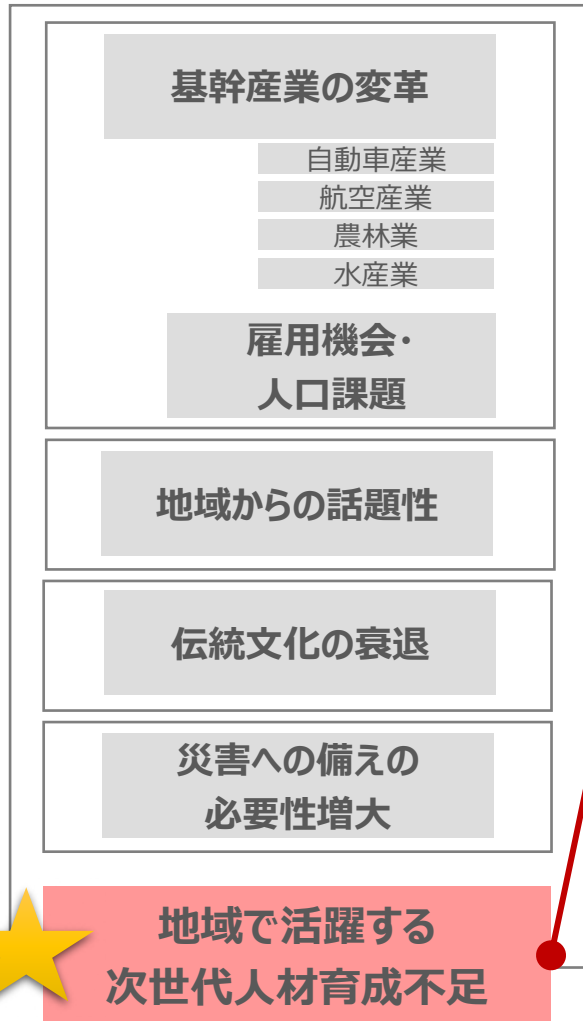 基幹産業の変革
自動車産業
航空産業
農林業
水産業
雇用機会・
人口課題
地域からの話題性
伝統文化の衰退
災害への備えの
必要性増大
地域で活躍する
次世代人材育成不足